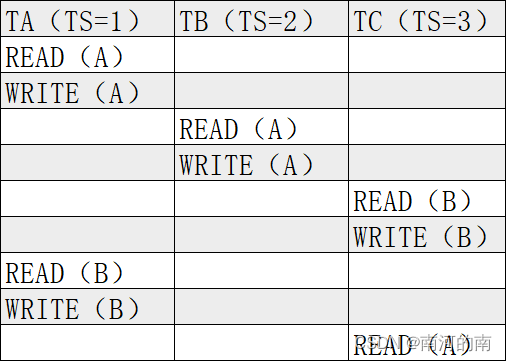 TA（TS=1） TB（TS=2） TC（TS=3）
READ（A）
WRITE（A）
READ（A）
WRITE（A）
READ（B）
WRITE（B）
READ（B）
WRITE（B）
READ（A）
CSDN @南河的南